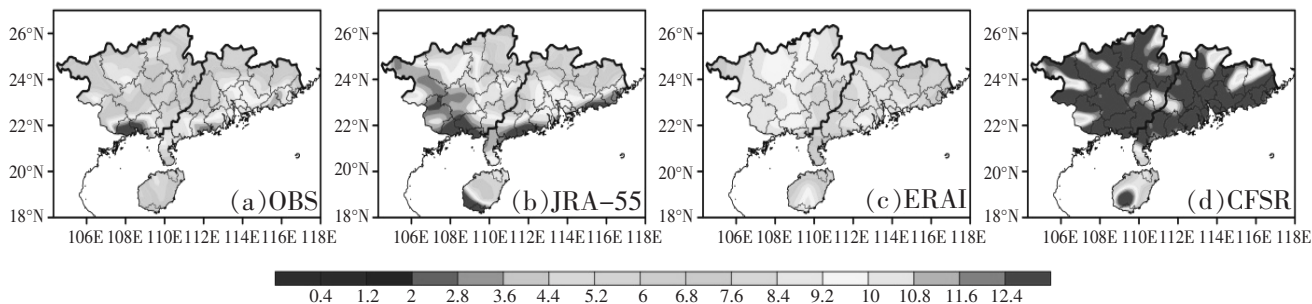 26°N
24°N
22°N
20°N
18°N
(a)OBS
106E 108E 110E 112E 114E 116E 118E
26°N
24°N
22°N
20°N
18°N
(b)JRA-55
106E 108E 110E 112E 114E 116E 118E
26°N
24°N
22°N
20°N
18°N
(c)ERAI
106E 108E 110E 112E 114E 116E 118E
26°N
24°N
22°N
20°N
18°N
(d)CFSR
106E 108E 110E 112E 114E 116E 118E
0.4 1.2 2 2.8 3.6 4.4 5.2 6 6.8 7.6 8.4 9.2 10 10.8 11.6 12.4